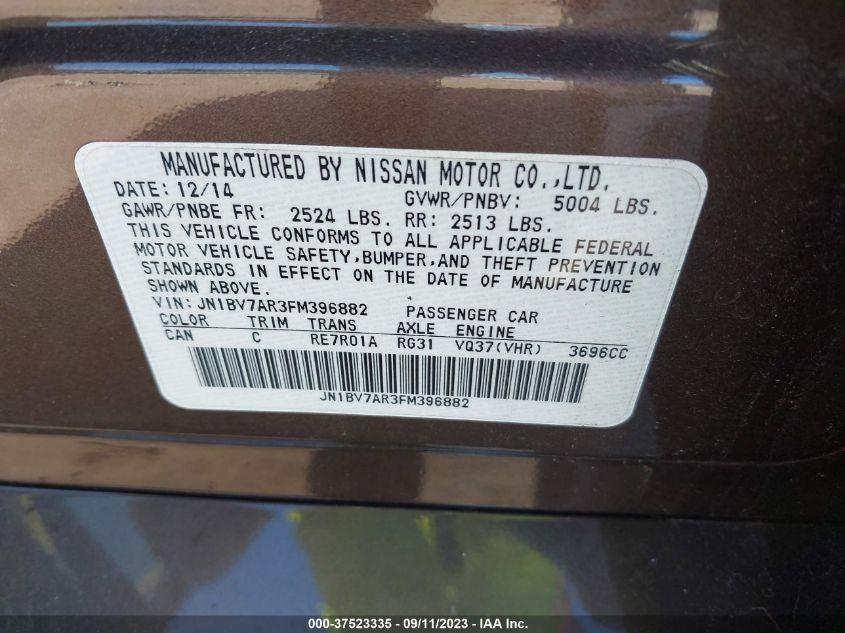 MANUFACTURED BY NISSAN MOTOR CO.,LTD.
DATE: 12/14 GVWR/PNBV: 5004 LBS.
GAWR/PNBE FR: 2524 LBS. RR: 2513 LBS.
THIS VEHICLE CONFORMS TO ALL APPLICABLE FEDERAL
MOTOR VEHICLE SAFETY,BUMPER,AND THEFT PREVENTION
STANDARDS IN EFFECT ON THE DATE OF MANUFACTURE
SHOWN ABOVE.
VIN: JN1BV7AR3FM396882 PASSENGER CAR
COLOR TRIM TRANS AXLE ENGINE
CAN C RE7R01A RG31 VQ37(VHR) 3696CC
JN1BV7AR3FM396882
000-37523335 - 09/11/2023 - IAA Inc.